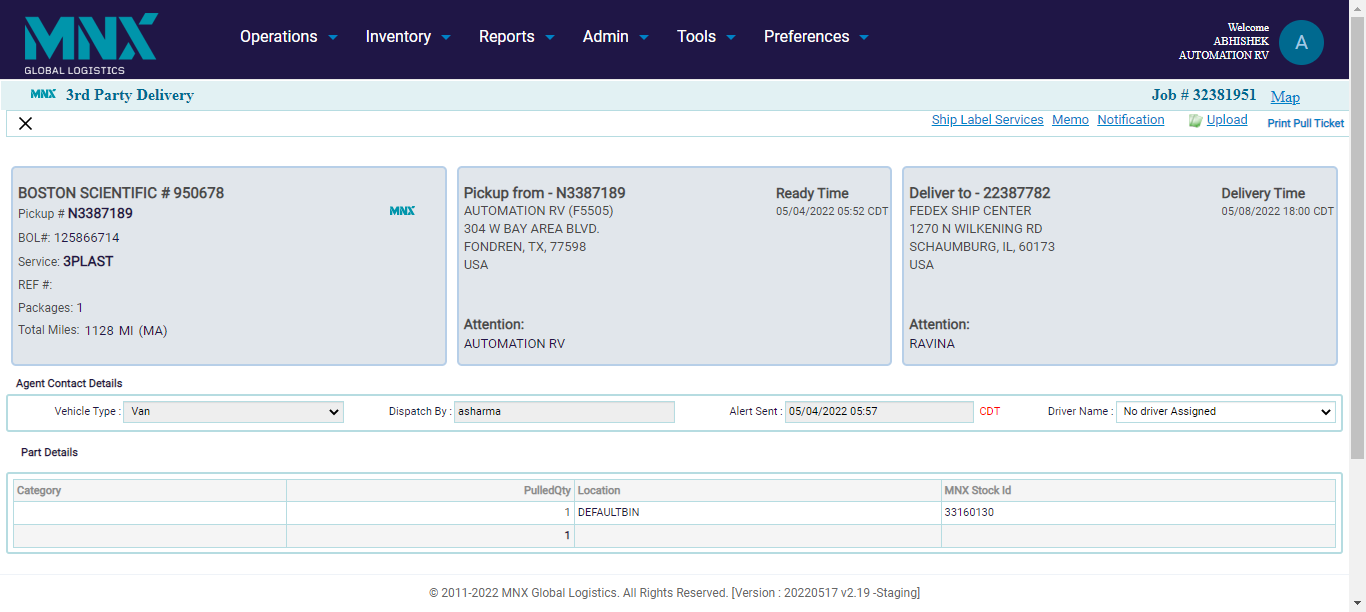 MNX
GLOBAL LOGISTICS
Operations Inventory Reports Admin Tools Preferences
Welcome
ABHISHEK
AUTOMATION RV
A
MNX 3rd Party Delivery
Job # 32381951 Map
Ship Label Services Memo Notification Upload Print Pull Ticket
BOSTON SCIENTIFIC # 950678
Pickup # N3387189
MNX
BOL#: 125866714
Service: 3PLAST
REF #:
Packages: 1
Total Miles: 1128 MI (MA)
Pickup from - N3387189
AUTOMATION RV (F5505)
304 W BAY AREA BLVD.
FONDREN, TX, 77598
USA
Ready Time
05/04/2022 05:52 CDT
Attention:
AUTOMATION RV
Deliver to - 22387782
FEDEX SHIP CENTER
1270 N WILKENING RD
SCHAUMBURG, IL, 60173
USA
Delivery Time
05/08/2022 18:00 CDT
Attention:
RAVINA
Agent Contact Details
Vehicle Type : Van Dispatch By : asharma Alert Sent : 05/04/2022 05:57 CDT Driver Name : No driver Assigned
Part Details
Category PulledQty Location MNX Stock Id
1 DEFAULTBIN 33160130
1
© 2011-2022 MNX Global Logistics. All Rights Reserved. [Version : 20220517 v2.19 -Staging]